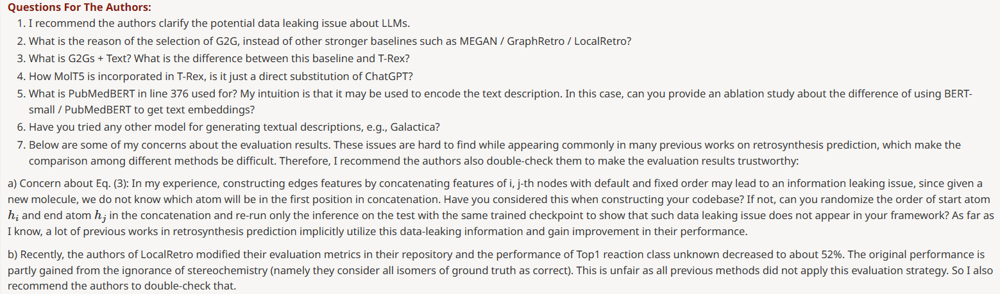 Questions For The Authors:
1. I recommend the authors clarify the potential data leaking issue about LLMs.
2. What is the reason of the selection of G2G, instead of other stronger baselines such as MEGAN / GraphRetro / LocalRetro?
3. What is G2Gs + Text? What is the difference between this baseline and T-Rex?
4. How MolT5 is incorporated in T-Rex, is it just a direct substitution of ChatGPT?
5. What is PubMedBERT in line 376 used for? My intuition is that it may be used to encode the text description. In this case, can you provide an ablation study about the difference of using BERT-
small / PubMedBERT to get text embeddings?
6. Have you tried any other model for generating textual descriptions, e.g., Galactica?
7. Below are some of my concerns about the evaluation results. These issues are hard to find while appearing commonly in many previous works on retrosynthesis prediction, which make the
comparison among different methods be difficult. Therefore, I recommend the authors also double-check them to make the evaluation results trustworthy:
a) Concern about Eq. (3): In my experience, constructing edges features by concatenating features of i, j-th nodes with default and fixed order may lead to an information leaking issue, since given a
new molecule, we do not know which atom will be in the first position in concatenation. Have you considered this when constructing your codebase? If not, can you randomize the order of start atom
h_i and end atom h_j in the concatenation and re-run only the inference on the test with the same trained checkpoint to show that such data leaking issue does not appear in your framework? As far as
I know, a lot of previous works in retrosynthesis prediction implicitly utilize this data-leaking information and gain improvement in their performance.
b) Recently, the authors of LocalRetro modified their evaluation metrics in their repository and the performance of Top1 reaction class unknown decreased to about 52%. The original performance is
partly gained from the ignorance of stereochemistry (namely they consider all isomers of ground truth as correct). This is unfair as all previous methods did not apply this evaluation strategy. So I also
recommend the authors to double-check that.